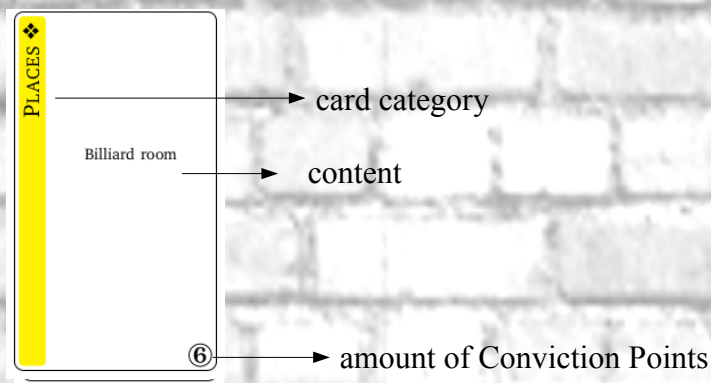 PLACES ❖
card category
Billiard room
content
⑥
amount of Conviction Points